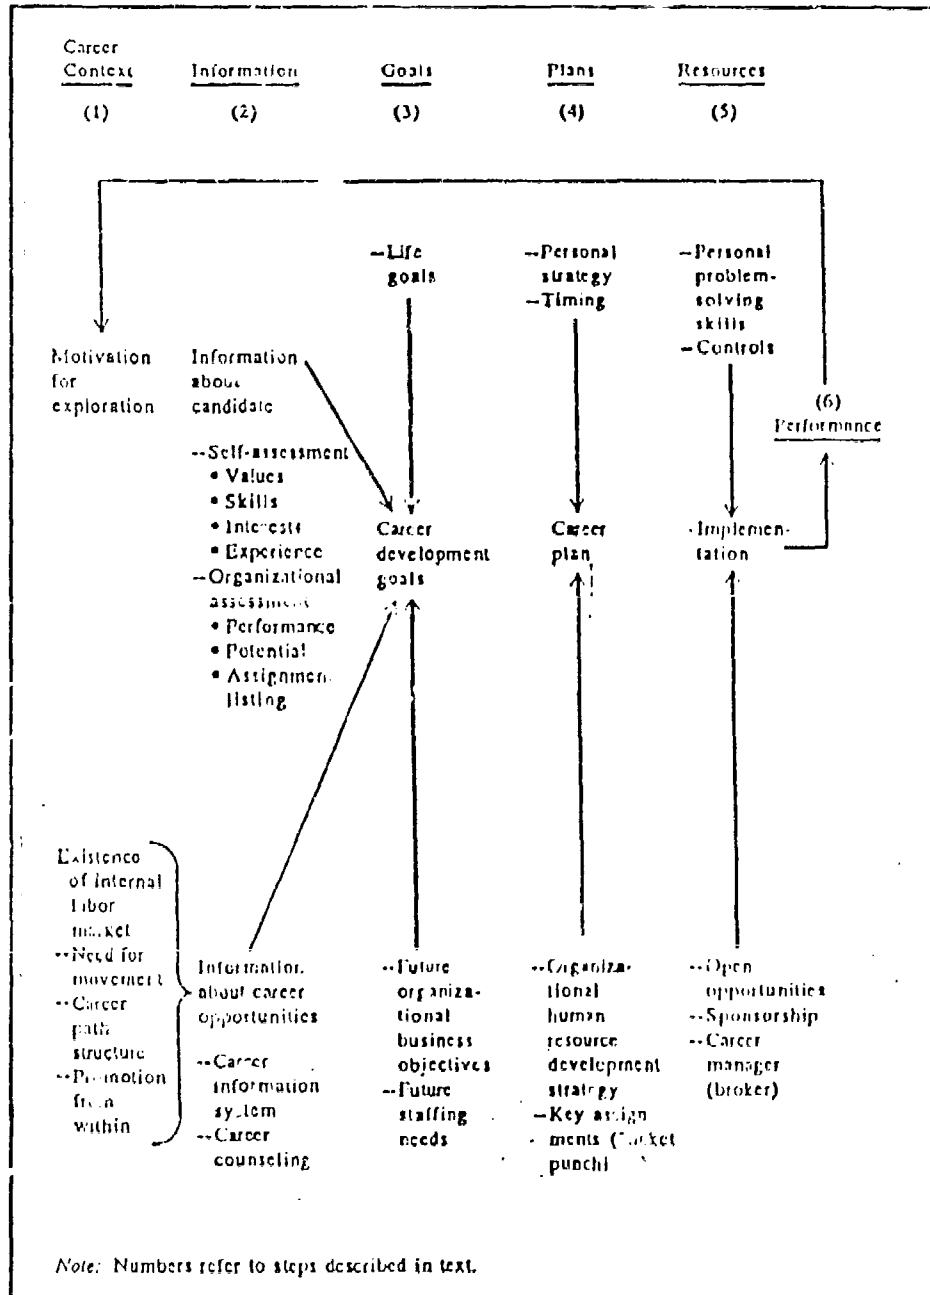 Career
Context
(1)
Information
(2)
Goals
(3)
Plans
(4)
Resources
(5)
--Life
goals
--Personal
strategy
--Timing
--Personal
problem-
solving
skills
--Controls
Motivation
for
exploration
Information
about
candidate
--Self-assessment
• Values
• Skills
• Interests
• Experience
--Organizational
assessment
• Performance
• Potential
• Assignment
listing
Career
development
goals
Career
plan
-Implemen-
tation
(6)
Performance
Existence
of internal
labor
market
--Need for
movement
--Career
path
structure
--Promotion
from
within
Information
about career
opportunities
--Career
information
system
--Career
counseling
--Future
organiza-
tional
business
objectives
--Future
staffing
needs
--Organiza-
tional
human
resource
development
strategy
--Key assign
ments (
punch)
--Open
opportunities
--Sponsorship
--Career
manager
(broker)
Note: Numbers refer to steps described in text.